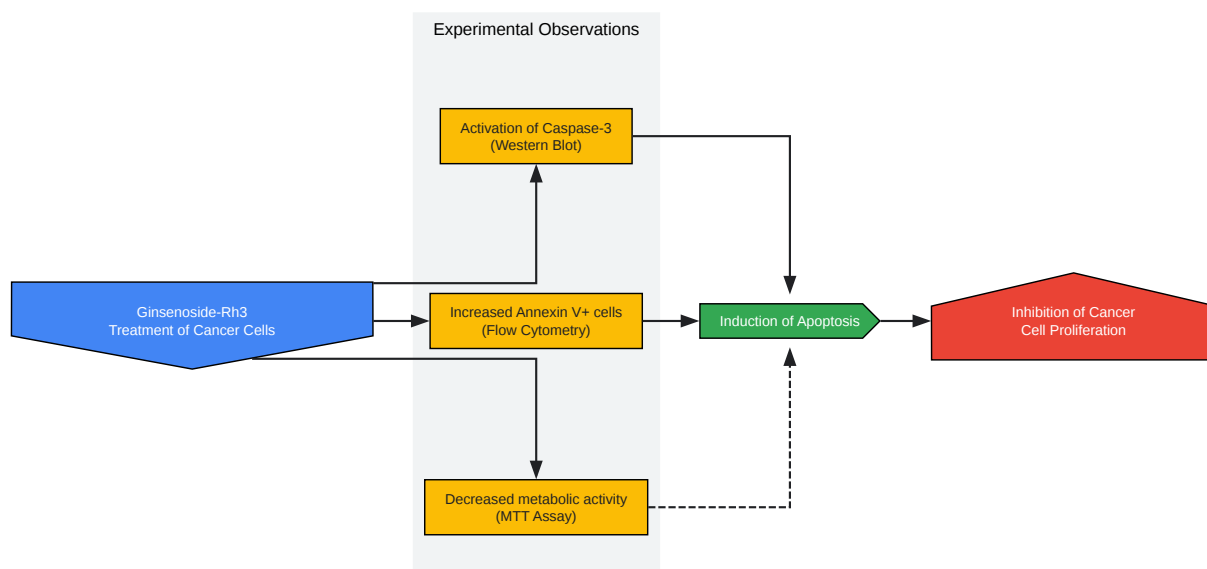 Experimental Observations
Activation of Caspase-3
(Western Blot)
Ginsenoside-Rh3
Treatment of Cancer Cells
Increased Annexin V+ cells
(Flow Cytometry)
Induction of Apoptosis
Inhibition of Cancer
Cell Proliferation
Decreased metabolic activity
(MTT Assay)